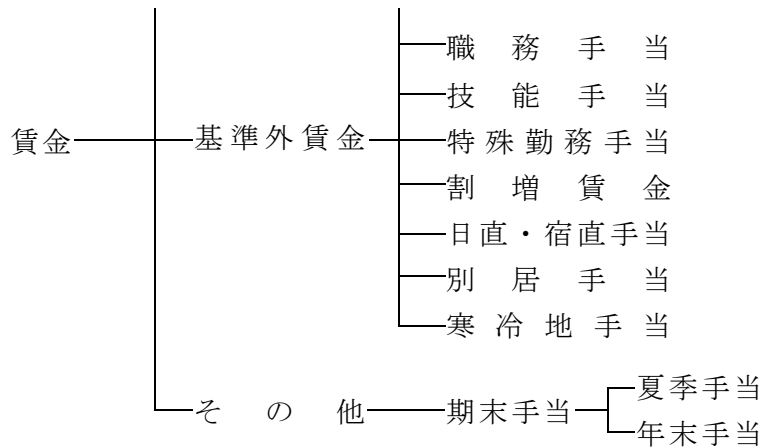 職務手当
技能手当
賃金 基準外賃金 特殊勤務手当
割増賃金
日直・宿直手当
別居手当
寒冷地手当
その他 期末手当 夏季手当
年末手当